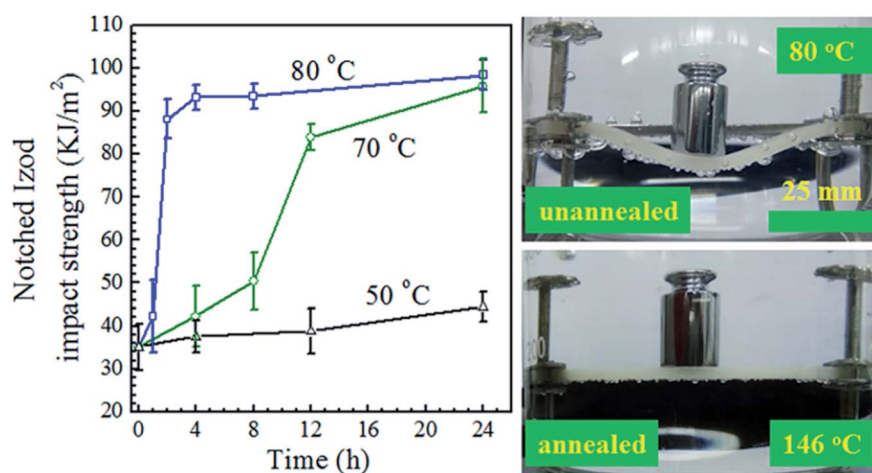 Notched Izod
impact strength (KJ/m²)
110
100
90
80
70
60
50
40
30
20
80 °C
70 °C
50 °C
0 4 8 12 16 20 24
Time (h)
80 °C
unannealed
25 mm
annealed
146 °C